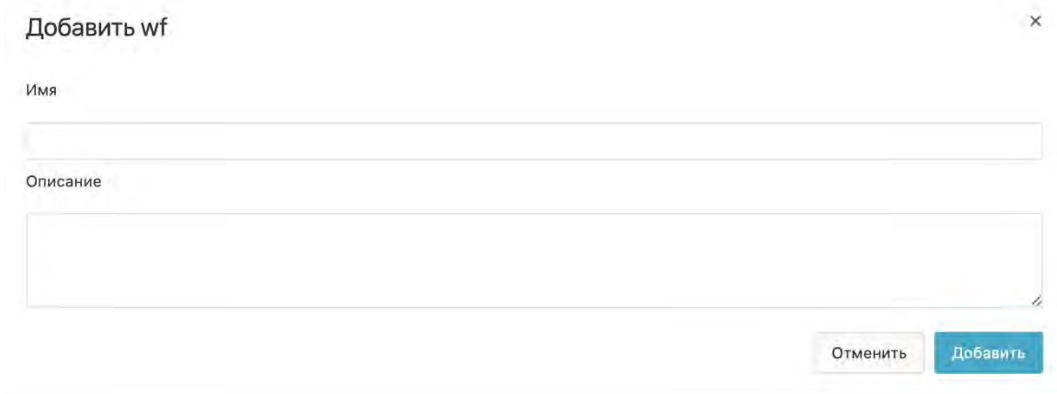 Добавить wf
Имя
Описание
Отменить Добавить